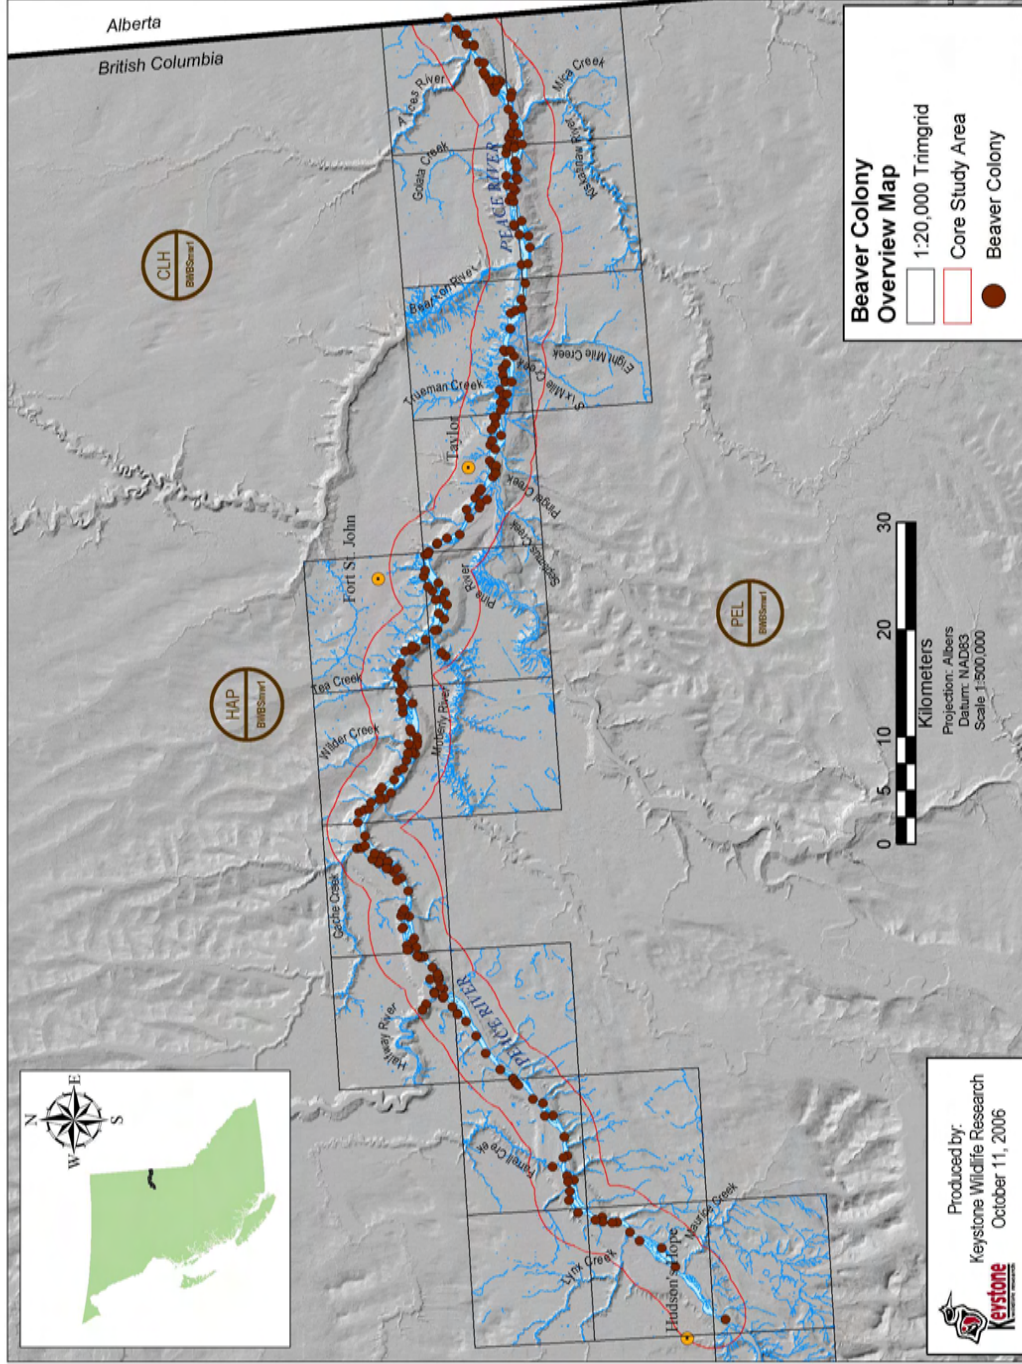 Alberta
British Columbia
CLH
BWBSmw1
HAP
BWBSmw1
PEL
BWBSmw1
Golata Creek
Mica Creek
Kiskatinaw River
PEACE RIVER
Beatton River
Trueman Creek
Eight Mile Creek
Six Mile Creek
Taylor
Pingel Creek
Septimus Creek
Fort St. John
Pine River
Tea Creek
Wilder Creek
Moberly River
Cache Creek
Halfway River
PEACE RIVER
Farrell Creek
Lynx Creek
Maurice Creek
Hudson's Hope
N
E
S
W
Beaver Colony
Overview Map
1:20,000 Trimgrid
Core Study Area
Beaver Colony
0 5 10 20 30
Kilometers
Projection: Albers
Datum: NAD83
Scale 1:500,000
Produced by:
Keystone Wildlife Research
October 11, 2006
Keystone